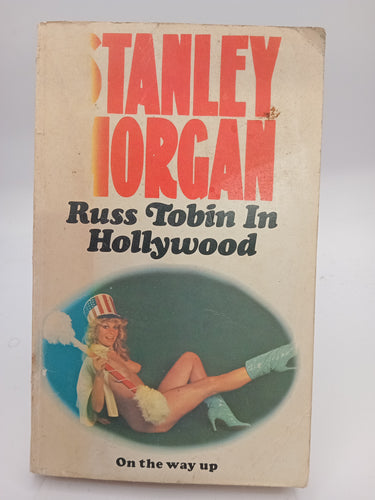 STANLEY
MORGAN
Russ Tobin In
Hollywood
On the way up